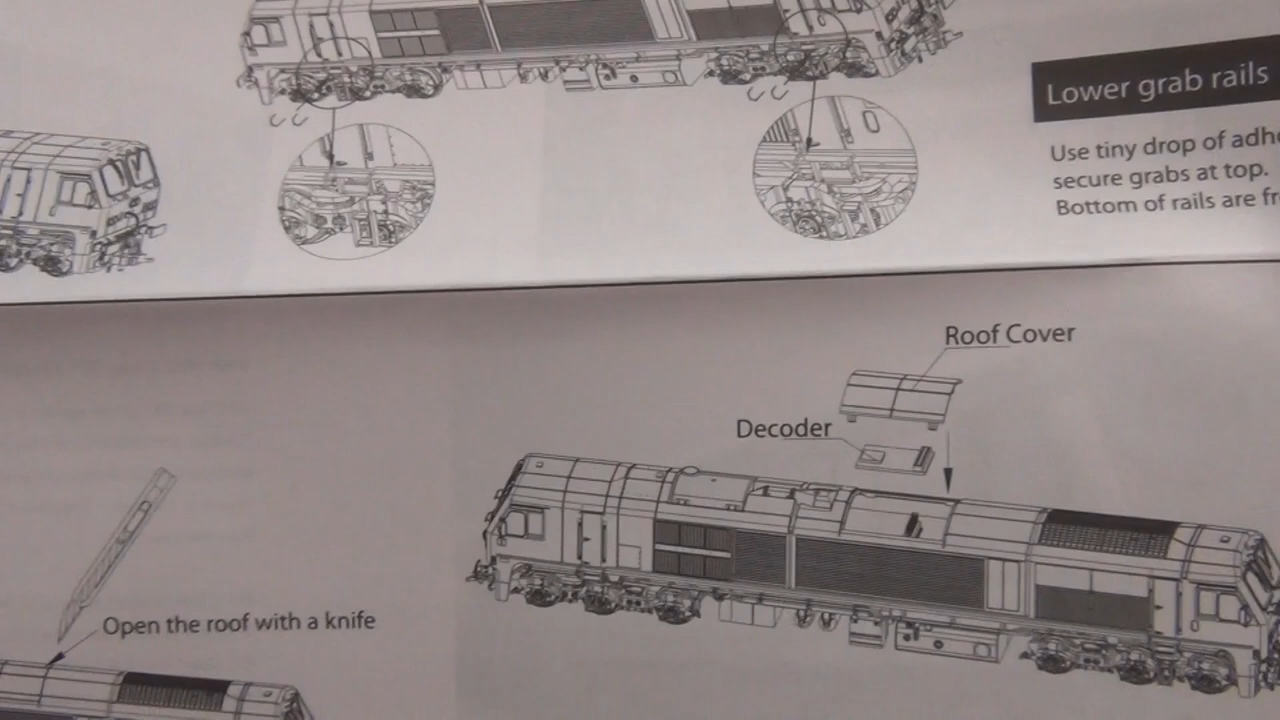 Lower grab rails
Use tiny drop of
secure grabs at top.
Bottom of rails are
Roof Cover
Decoder
Open the roof with a knife